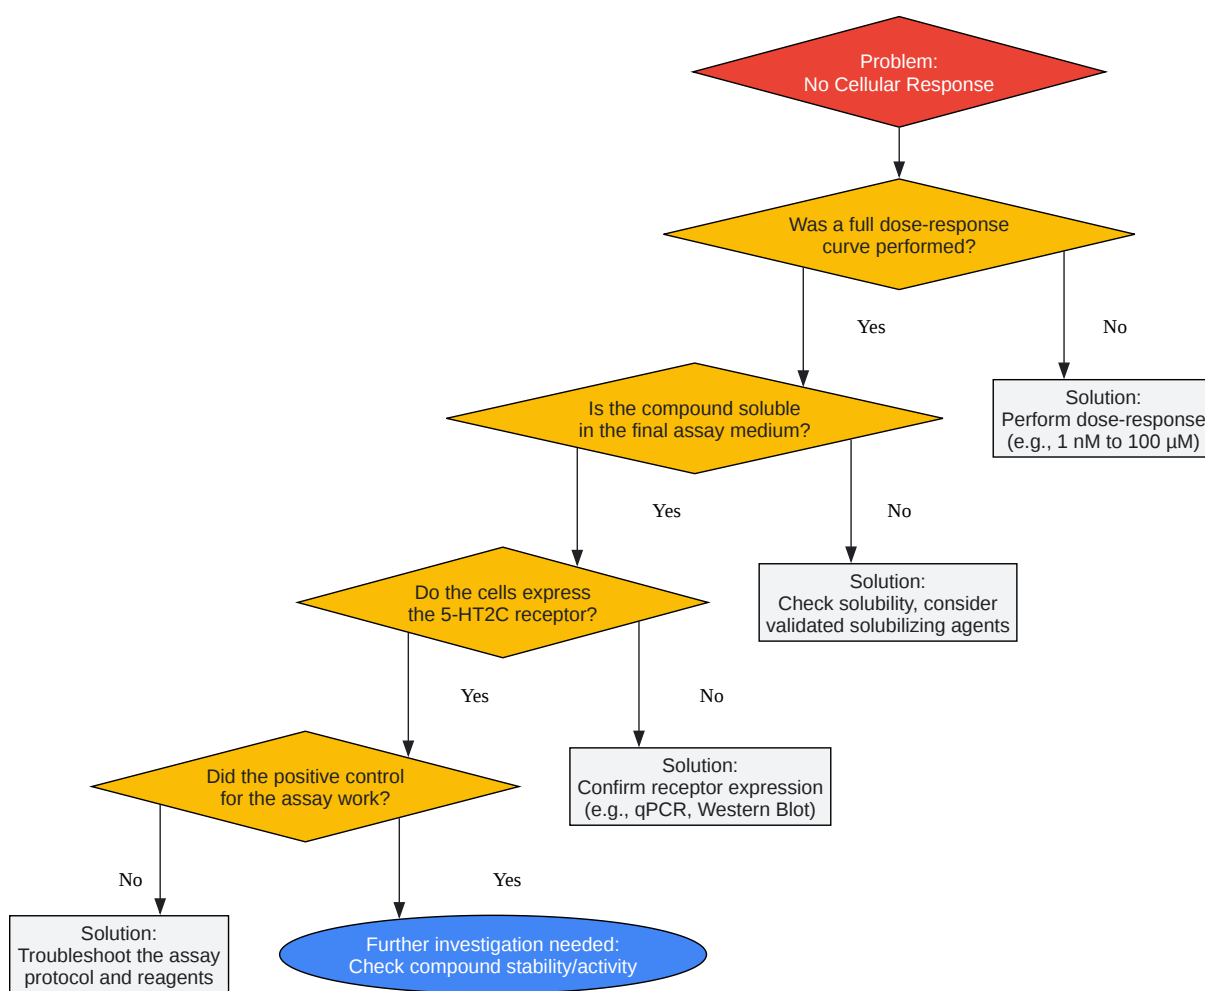 Problem:
No Cellular Response
Was a full dose-response
curve performed?
Yes
No
Is the compound soluble
in the final assay medium?
Solution:
Perform dose-response
(e.g., 1 nM to 100 µM)
Yes
No
Do the cells express
the 5-HT2C receptor?
Solution:
Check solubility, consider
validated solubilizing agents
Yes
No
Did the positive control
for the assay work?
Solution:
Confirm receptor expression
(e.g., qPCR, Western Blot)
No
Yes
Solution:
Troubleshoot the assay
protocol and reagents
Further investigation needed:
Check compound stability/activity